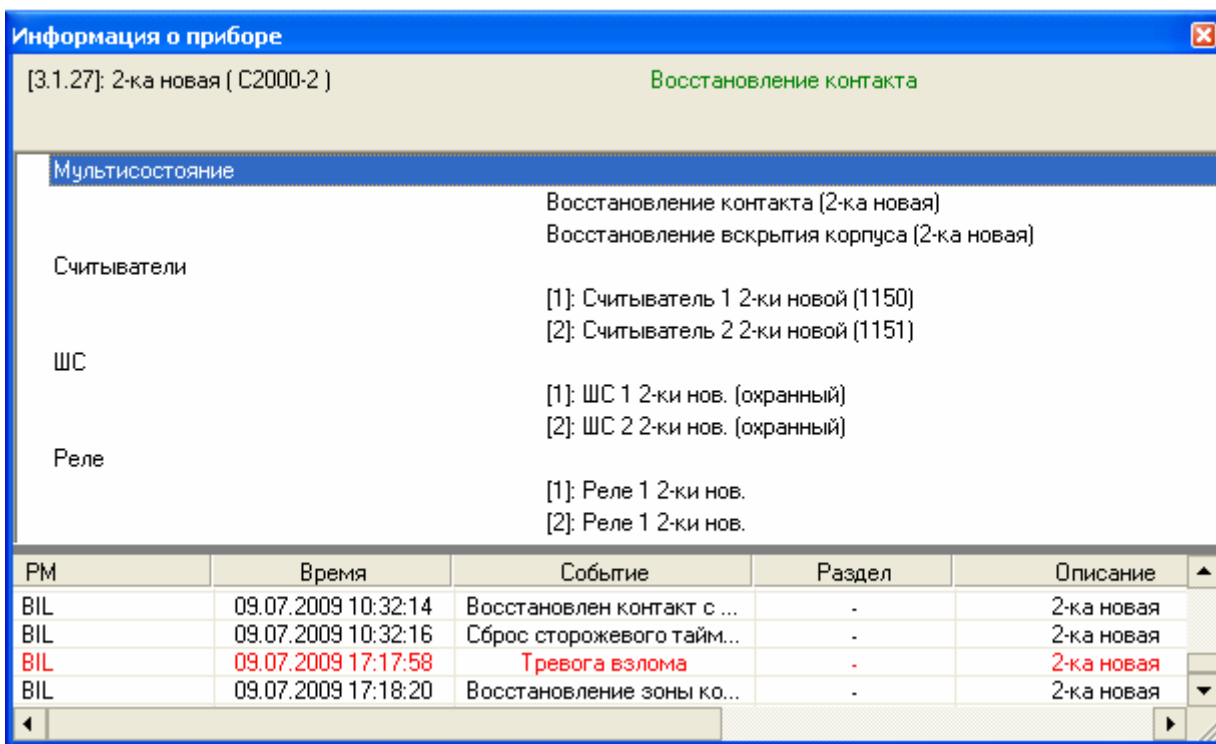 Информация о приборе
[3.1.27]: 2-ка новая ( С2000-2 ) Восстановление контакта
Мультисостояние
Восстановление контакта (2-ка новая)
Восстановление вскрытия корпуса (2-ка новая)
Считыватели
[1]: Считыватель 1 2-ки новой (1150)
[2]: Считыватель 2 2-ки новой (1151)
ШС
[1]: ШС 1 2-ки нов. (охранный)
[2]: ШС 2 2-ки нов. (охранный)
Реле
[1]: Реле 1 2-ки нов.
[2]: Реле 1 2-ки нов.
РМ Время Событие Раздел Описание
BIL 09.07.2009 10:32:14 Восстановлен контакт с ... - 2-ка новая
BIL 09.07.2009 10:32:16 Сброс сторожевого тайм... - 2-ка новая
BIL 09.07.2009 17:17:58 Тревога взлома - 2-ка новая
BIL 09.07.2009 17:18:20 Восстановление зоны ко... - 2-ка новая